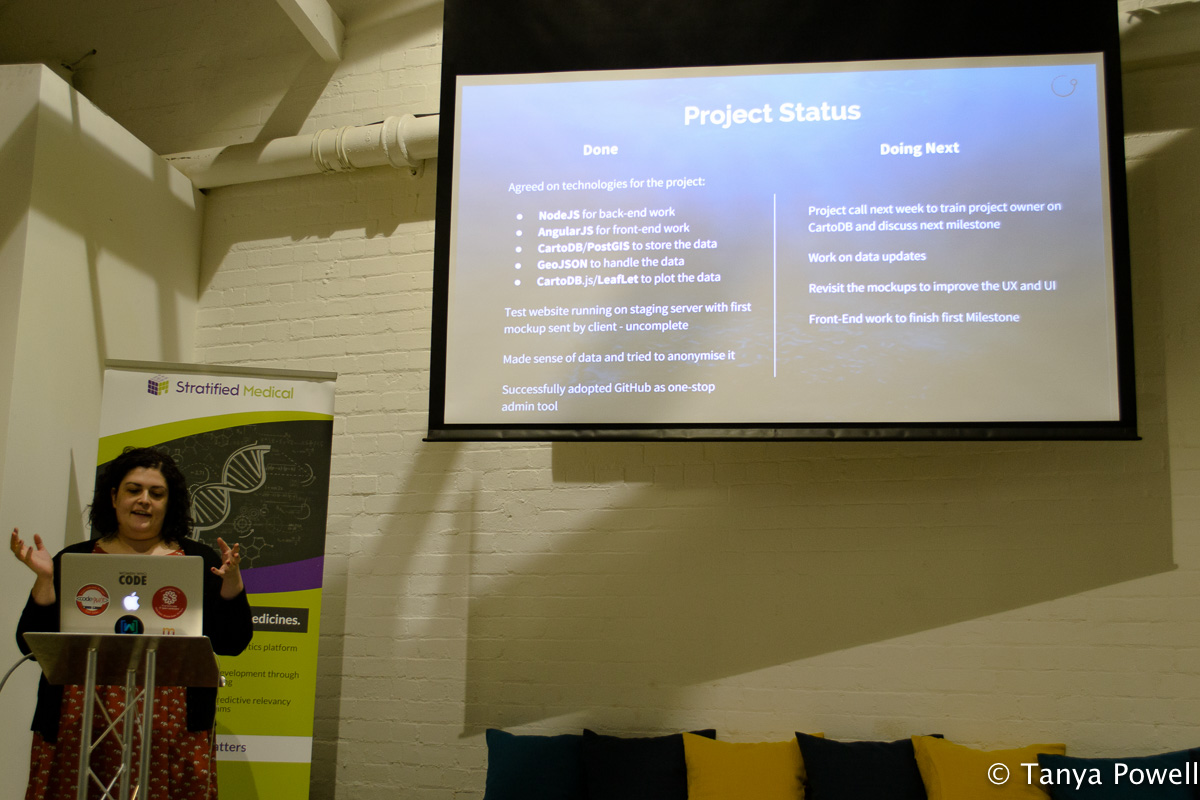 Project Status
Done
Agreed on technologies for the project:
NodeJS for back-end work
AngularJS for front-end work
CartoDB/PostGIS to store the data
GeoJSON to handle the data
CartoDB.js/LeafLet to plot the data
Test website running on staging server with first
mockup sent by client - uncomplete
Made sense of data and tried to anonymise it
Successfully adopted GitHub as one-stop
admin tool
Doing Next
Project call next week to train project owner on
CartoDB and discuss next milestone
Work on data updates
Revisit the mockups to improve the UX and UI
Front-End work to finish first Milestone
Stratified Medical
CODE
edicines.
tics platform
evelopment through
redictive relevancy
atters
© Tanya Powell